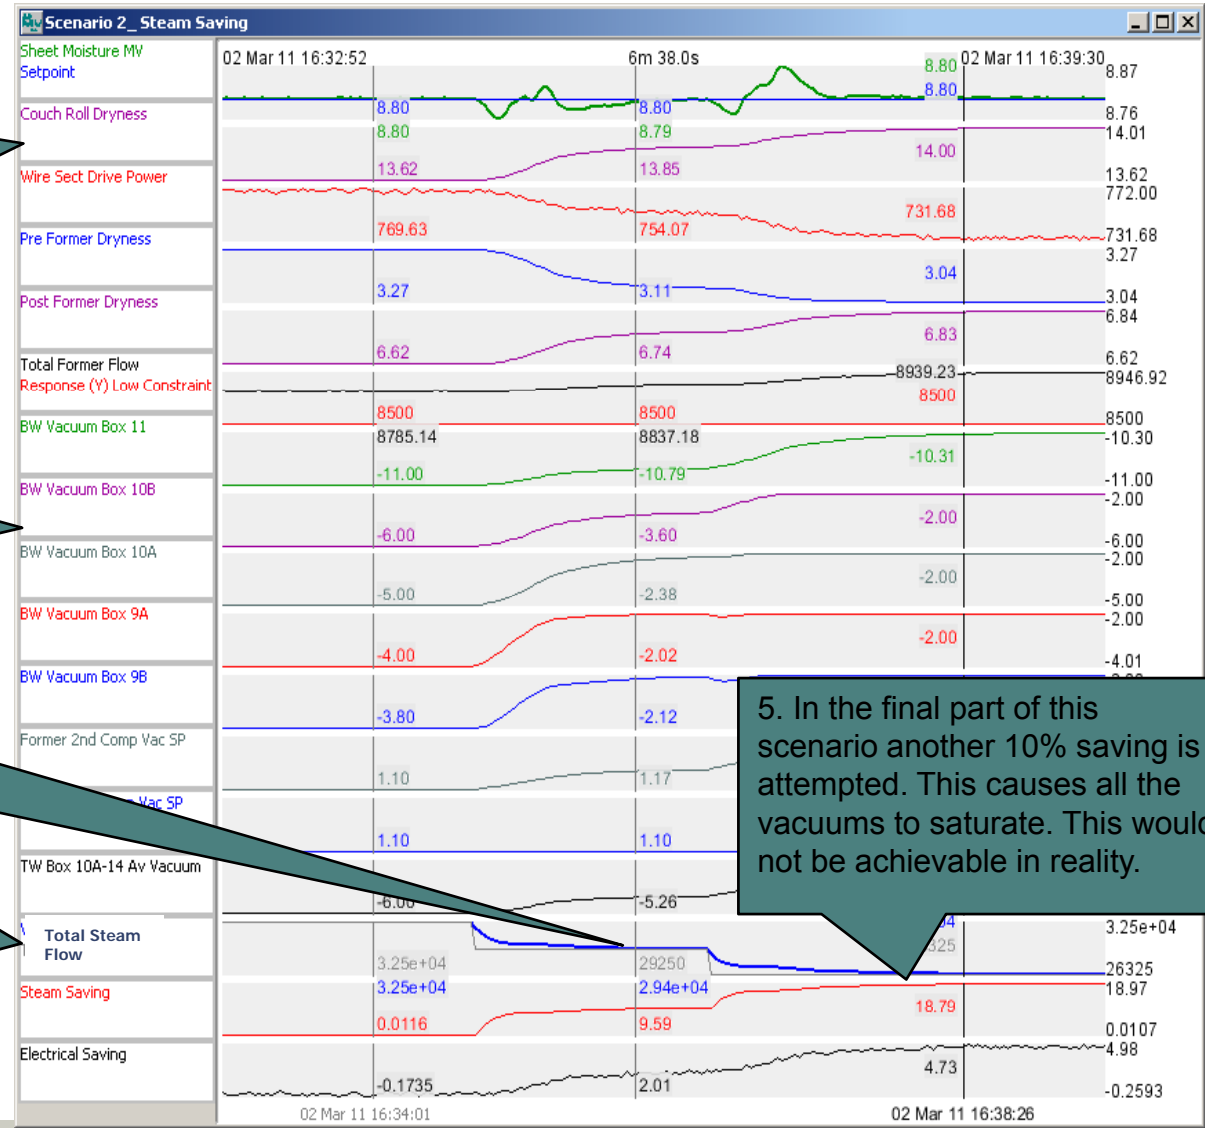 Scenario 2_ Steam Saving
02 Mar 11 16:32:52
6m 38.0s
02 Mar 11 16:39:30
Sheet Moisture MV
Setpoint
8.80
8.80
8.87
8.76
8.80
8.80
8.80
8.79
Couch Roll Dryness
13.62
13.85
14.00
14.01
13.62
Wire Sect Drive Power
769.63
754.07
731.68
772.00
731.68
Pre Former Dryness
3.27
3.11
3.04
3.27
3.04
Post Former Dryness
6.62
6.74
6.83
6.84
6.62
Total Former Flow
Response (Y) Low Constraint
8939.23
8500
8946.92
8500
8500
8500
8785.14
8837.18
BW Vacuum Box 11
-11.00
-10.79
-10.31
-10.30
-11.00
BW Vacuum Box 10B
-6.00
-3.60
-2.00
-2.00
-6.00
BW Vacuum Box 10A
-5.00
-2.38
-2.00
-2.00
-5.00
BW Vacuum Box 9A
-4.00
-2.02
-2.00
-2.00
-4.01
BW Vacuum Box 9B
-3.80
-2.12
5. In the final part of this
scenario another 10% saving is
attempted. This causes all the
vacuums to saturate. This would
not be achievable in reality.
Former 2nd Comp Vac SP
1.10
1.17
Vac SP
1.10
1.10
TW Box 10A-14 Av Vacuum
-6.00
-5.26
Total Steam
Flow
3.25e+04
29250
325
3.25e+04
26325
3.25e+04
2.94e+04
Steam Saving
0.0116
9.59
18.79
18.97
0.0107
Electrical Saving
-0.1735
2.01
4.73
4.98
-0.2593
02 Mar 11 16:34:01
02 Mar 11 16:38:26